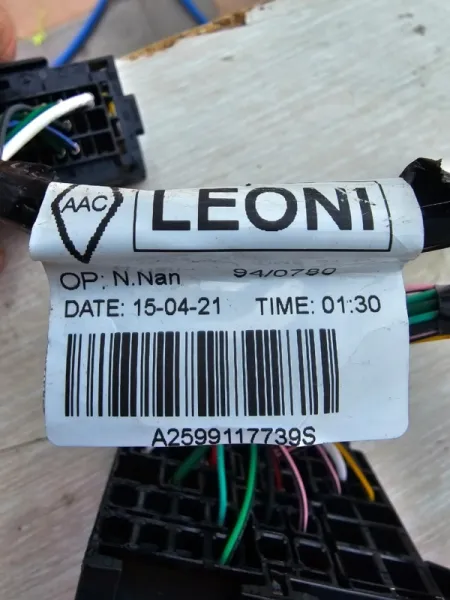 AAC
LEONI
OP: N.Nan 94/0780
DATE: 15-04-21 TIME: 01:30
A2599117739S